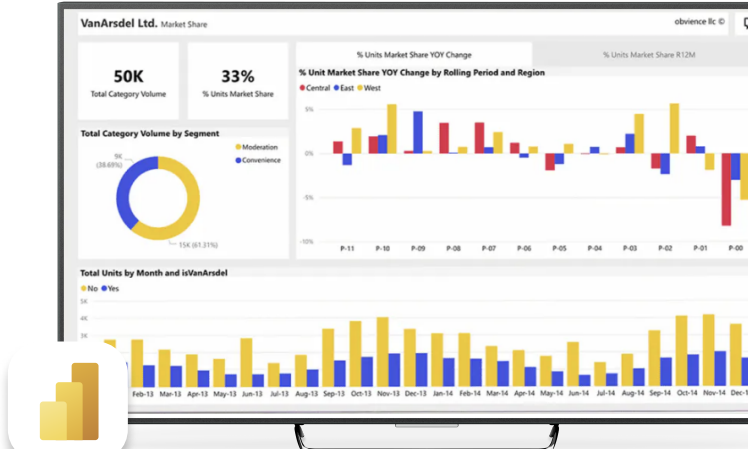 VanArsdel Ltd. Market Share
obvience llc ©
50K
Total Category Volume
33%
% Units Market Share
% Units Market Share YOY Change
% Units Market Share R12M
% Unit Market Share YOY Change by Rolling Period and Region
Central East West
5%
0%
-5%
-10%
P-11 P-10 P-09 P-08 P-07 P-06 P-05 P-04 P-03 P-02 P-01 P-00
Total Category Volume by Segment
Moderation
Convenience
9K
(38.69%)
15K (61.31%)
Total Units by Month and isVanArsdel
No Yes
5K
4K
3K
Feb-13 Mar-13 Apr-13 May-13 Jun-13 Jul-13 Aug-13 Sep-13 Oct-13 Nov-13 Dec-13 Jan-14 Feb-14 Mar-14 Apr-14 May-14 Jun-14 Jul-14 Aug-14 Sep-14 Oct-14 Nov-14 Dec-1